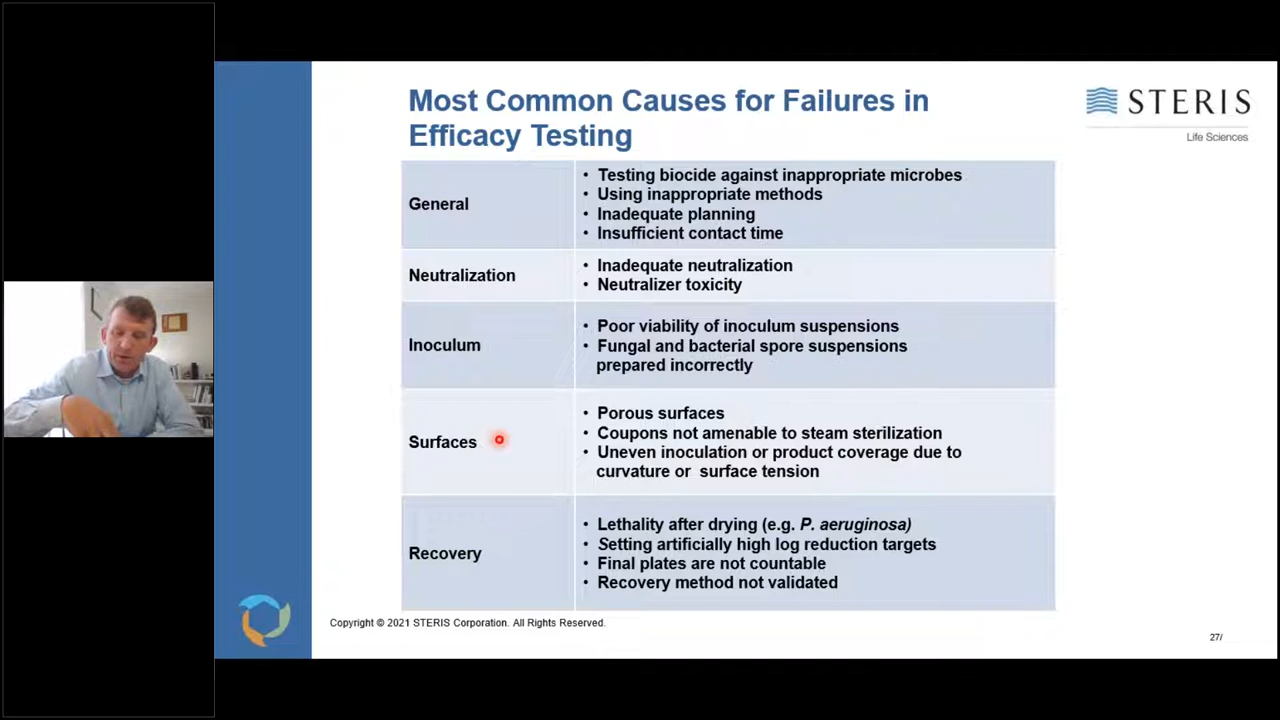 Most Common Causes for Failures in
Efficacy Testing
STERIS
Life Sciences
General
• Testing biocide against inappropriate microbes
• Using inappropriate methods
• Inadequate planning
• Insufficient contact time
Neutralization
• Inadequate neutralization
• Neutralizer toxicity
Inoculum
• Poor viability of inoculum suspensions
• Fungal and bacterial spore suspensions
prepared incorrectly
Surfaces
• Porous surfaces
• Coupons not amenable to steam sterilization
• Uneven inoculation or product coverage due to
curvature or surface tension
Recovery
• Lethality after drying (e.g. P. aeruginosa)
• Setting artificially high log reduction targets
• Final plates are not countable
• Recovery method not validated
Copyright © 2021 STERIS Corporation. All Rights Reserved.
27/